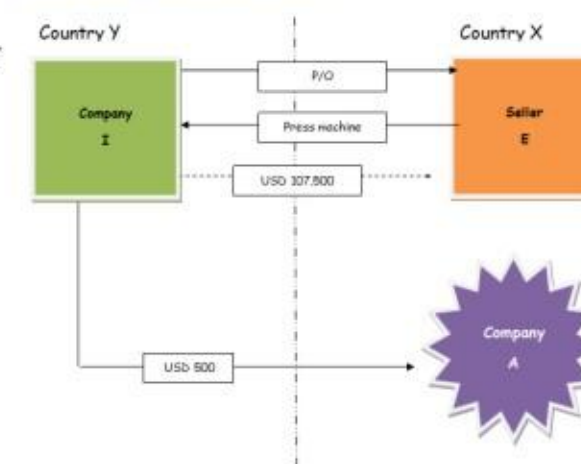 Country Y
Country X
P/O
Company
I
Seller
E
Press machine
USD 107,500
Company
A
USD 500